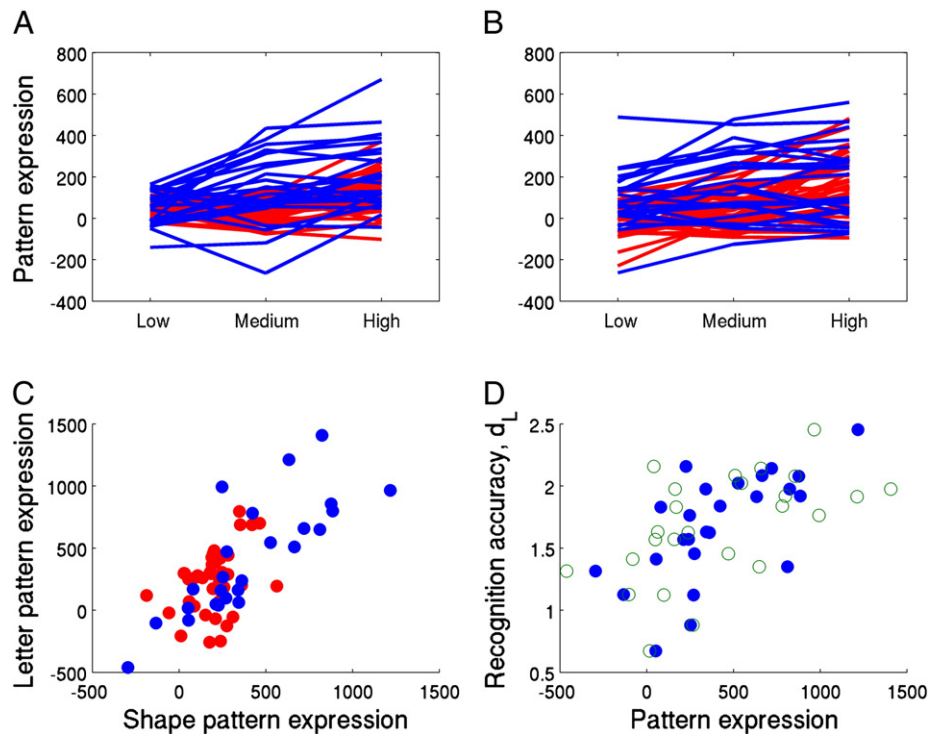 A
B
800
600
400
200
0
-200
-400
Pattern expression
Low
Medium
High
800
600
400
200
0
-200
-400
Low
Medium
High
C
D
1500
1000
500
0
-500
Letter pattern expression
-500
0
500
1000
1500
Shape pattern expression
2.5
2
1.5
1
0.5
Recognition accuracy, d_L
-500
0
500
1000
1500
Pattern expression